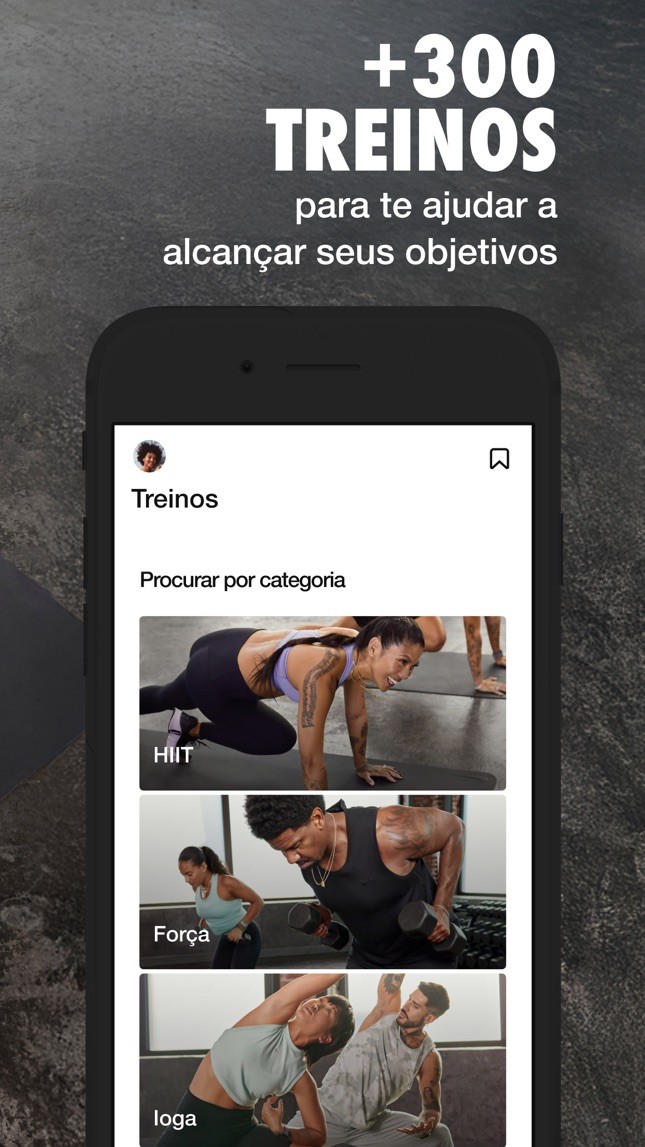 +300
TREINOS
para te ajudar a
alcançar seus objetivos
Treinos
Procurar por categoria
HIIT
Força
Ioga